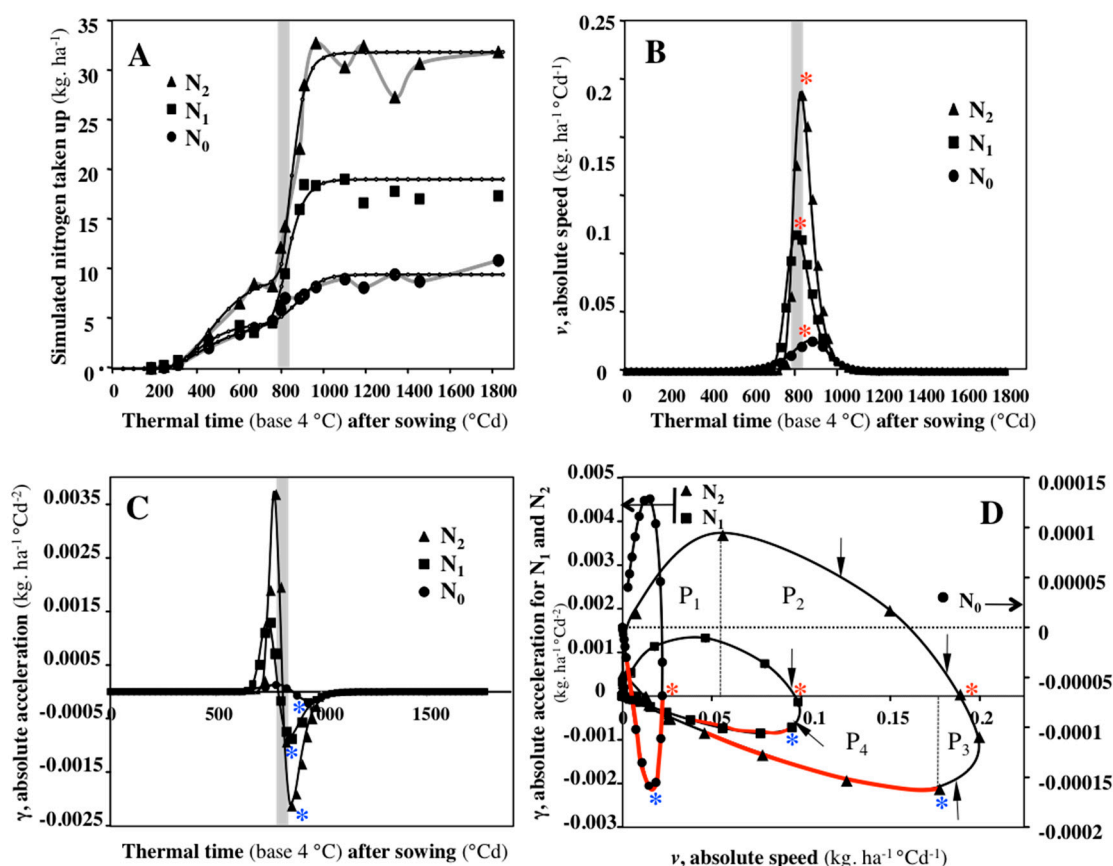 A
Simulated nitrogen taken up (kg. ha-1)
35
30
25
20
15
10
5
0
N2
N1
N0
0 200 400 600 800 1000 1200 1400 1600 1800
Thermal time (base 4 °C) after sowing (°Cd)
B
v, absolute speed (kg. ha-1 °Cd-1)
0.25
0.2
0.15
0.1
0.05
0
*
*
*
N2
N1
N0
0 200 400 600 800 1000 1200 1400 1600 1800
Thermal time (base 4 °C) after sowing (°Cd)
C
γ, absolute acceleration (kg. ha-1 °Cd-2)
0.0035
0.0025
0.0015
0.0005
-0.0005
-0.0015
-0.0025
N2
N1
N0
0 500 1000 1500
*
*
*
Thermal time (base 4 °C) after sowing (°Cd)
D
γ, absolute acceleration for N1 and N2
(kg. ha-1 °Cd-2)
0.005
0.004
0.003
0.002
0.001
0
-0.001
-0.002
-0.003
N2
N1
N0
P1
P2
P4
P3
*
*
*
*
*
*
0 0.05 0.1 0.15 0.2
0.00015
0.0001
0.00005
0
-0.00005
-0.0001
-0.00015
-0.0002
v, absolute speed (kg. ha-1 °Cd-1)